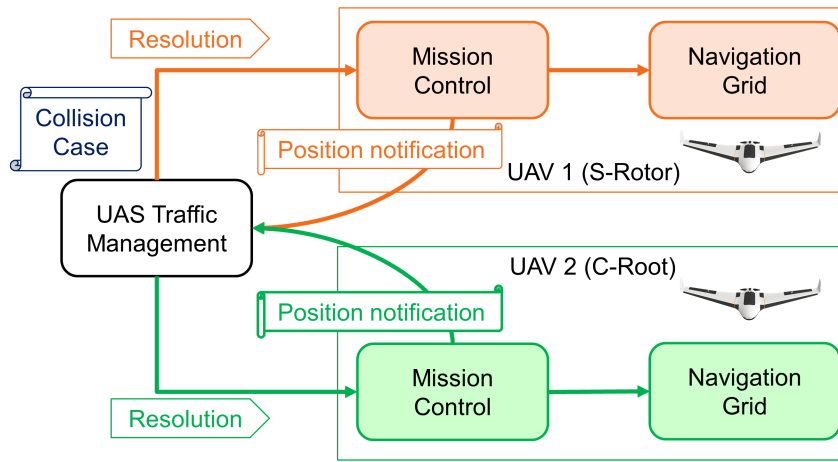 Resolution
Mission
Control
Navigation
Grid
Collision
Case
Position notification
UAV 1 (S-Rotor)
UAS Traffic
Management
UAV 2 (C-Root)
Position notification
Mission
Control
Navigation
Grid
Resolution